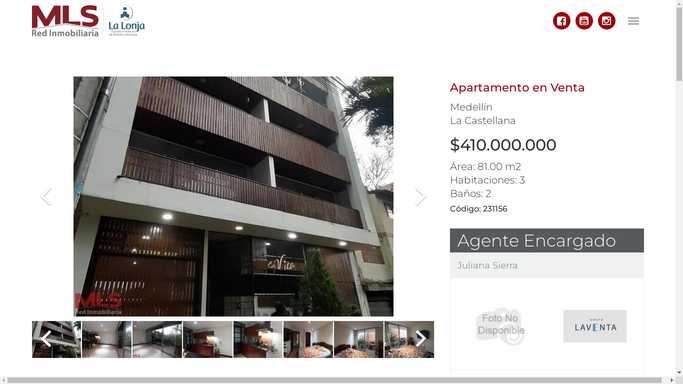 MLS
Red Inmobiliaria
La Lonja
Apartamento en Venta
Medellín
La Castellana
$410.000.000
Área: 81.00 m2
Habitaciones: 3
Baños: 2
Código: 231156
MLS
Red Inmobiliaria
Agente Encargado
Juliana Sierra
Foto No
Disponible
LAVENTA